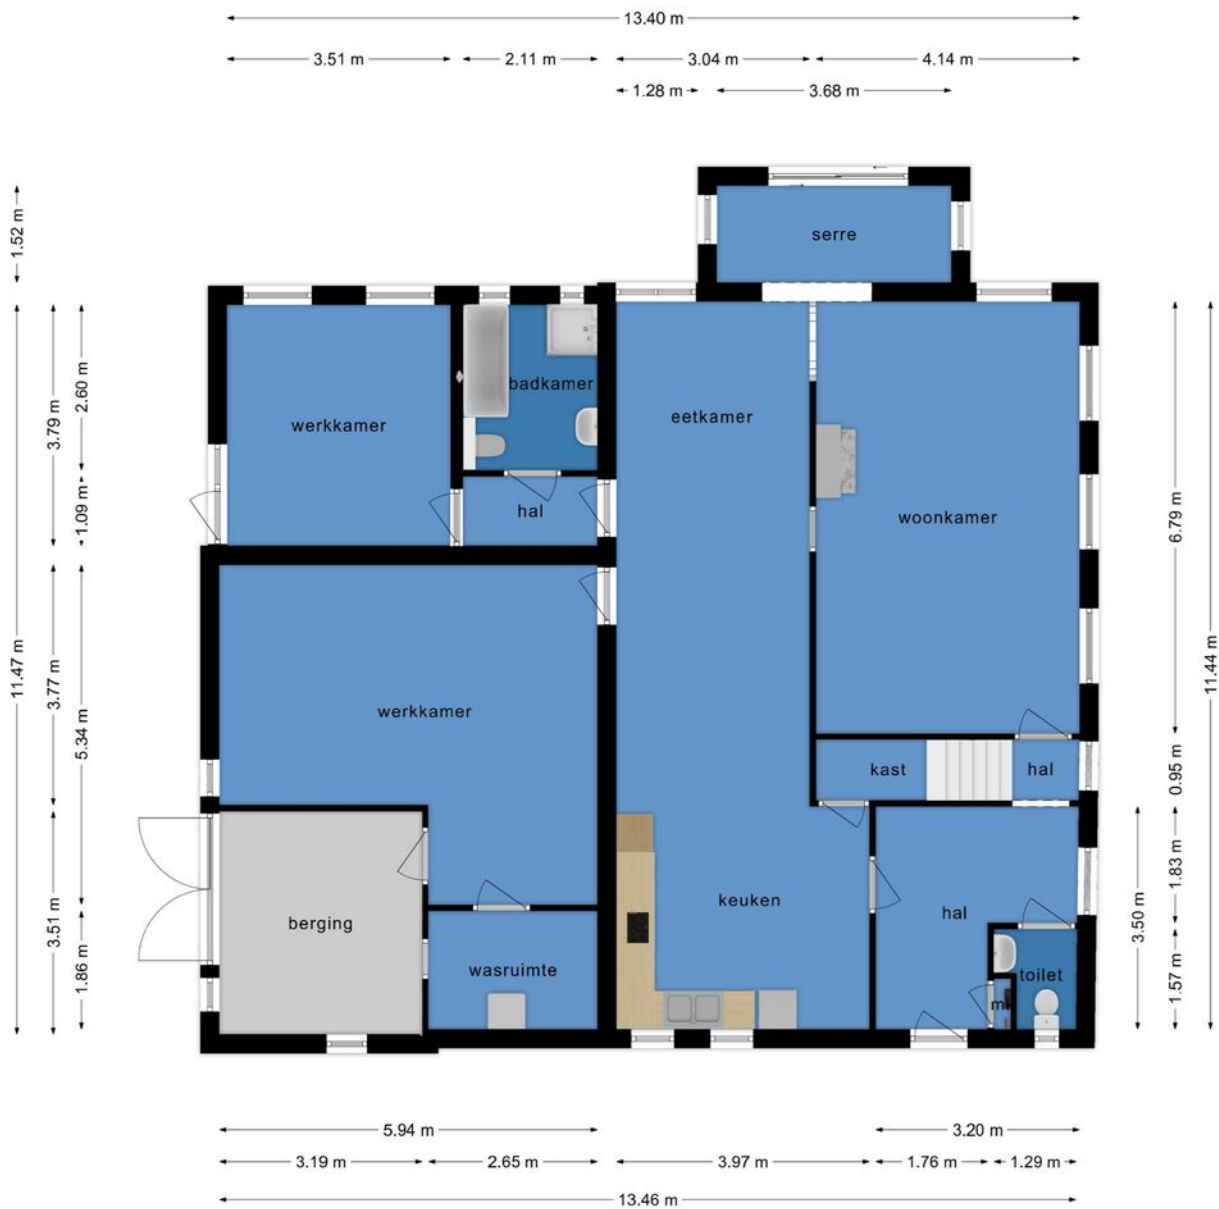 13.40 m
3.51 m 2.11 m 3.04 m 4.14 m
1.28 m 3.68 m
1.52 m
serre
2.60 m
3.79 m
badkamer
werkkamer
eetkamer
1.09 m
hal
woonkamer
6.79 m
11.47 m
11.44 m
3.77 m
5.34 m
werkkamer
kast hal
0.95 m
1.83 m
3.51 m
berging
keuken
hal
3.50 m
1.86 m
wasruimte
toilet
1.57 m
5.94 m 3.20 m
3.19 m 2.65 m 3.97 m 1.76 m 1.29 m
13.46 m